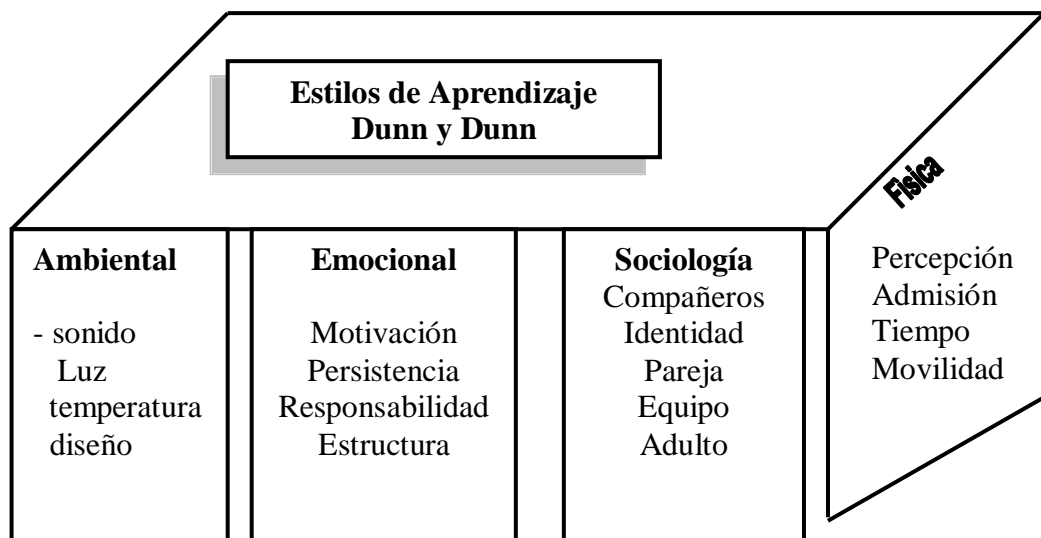 Estilos de Aprendizaje
Dunn y Dunn
Ambiental
- sonido
Luz
temperatura
diseño
Emocional
Motivación
Persistencia
Responsabilidad
Estructura
Sociología
Compañeros
Identidad
Pareja
Equipo
Adulto
Fisica
Percepción
Admisión
Tiempo
Movilidad